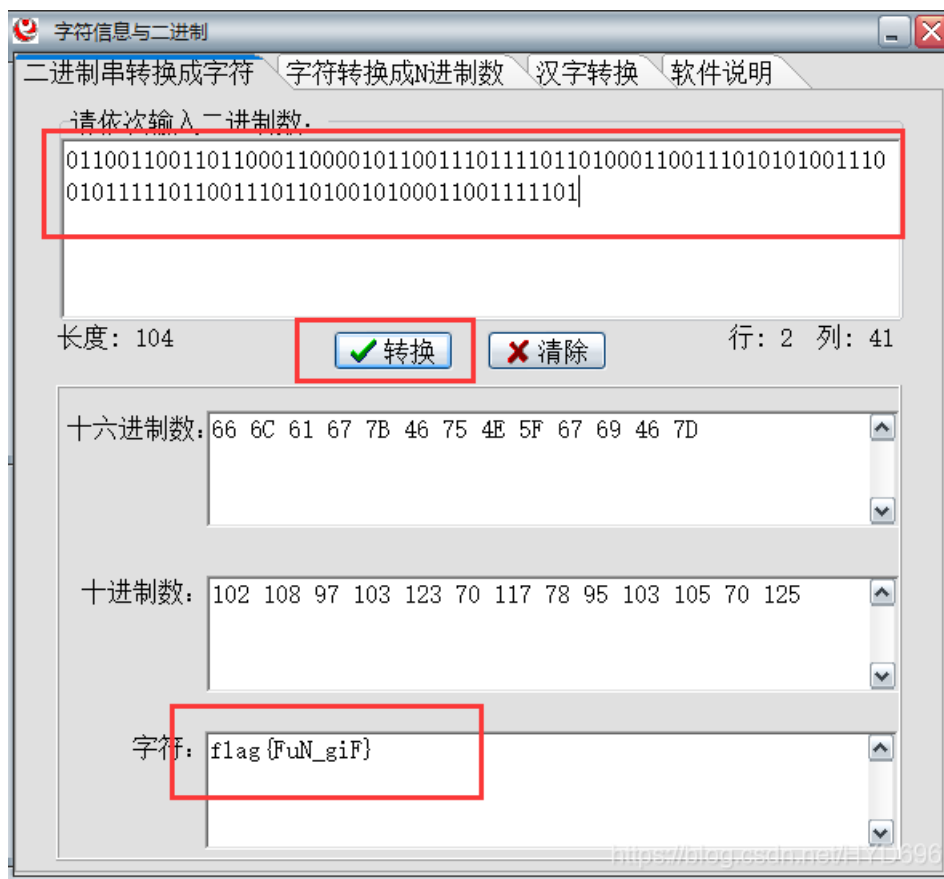 字符信息与二进制
二进制串转换成字符 字符转换成N进制数 汉字转换 软件说明
请依次输入二进制数:
0110011001101100011000010110011101111011010001100111010101001110
0101111101100111011010010100011001111101
长度: 104 转换 清除 行: 2 列: 41
十六进制数: 66 6C 61 67 7B 46 75 4E 5F 67 69 46 7D
十进制数: 102 108 97 103 123 70 117 78 95 103 105 70 125
字符: flag{FuN_giF}
https://blog.csdn.net/HYD696